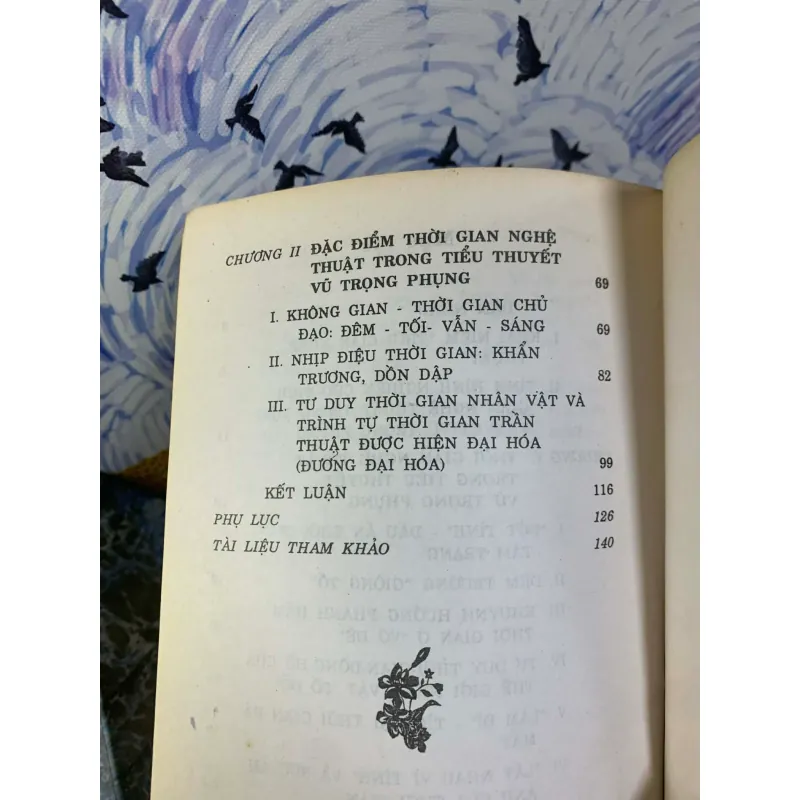 CHƯƠNG II ĐẶC ĐIỂM THỜI GIAN NGHỆ
THUẬT TRONG TIỂU THUYẾT
VŨ TRỌNG PHỤNG 69
I. KHÔNG GIAN - THỜI GIAN CHỦ
ĐẠO: ĐÊM - TỐI- VẪN - SÁNG 69
II. NHỊP ĐIỆU THỜI GIAN: KHẨN
TRƯƠNG, DỒN DẬP 82
III. TƯ DUY THỜI GIAN NHÂN VẬT VÀ
TRÌNH TỰ THỜI GIAN TRẦN
THUẬT ĐƯỢC HIỆN ĐẠI HÓA
(ĐƯƠNG ĐẠI HÓA) 99
KẾT LUẬN 116
PHỤ LỤC 126
TÀI LIỆU THAM KHẢO 140